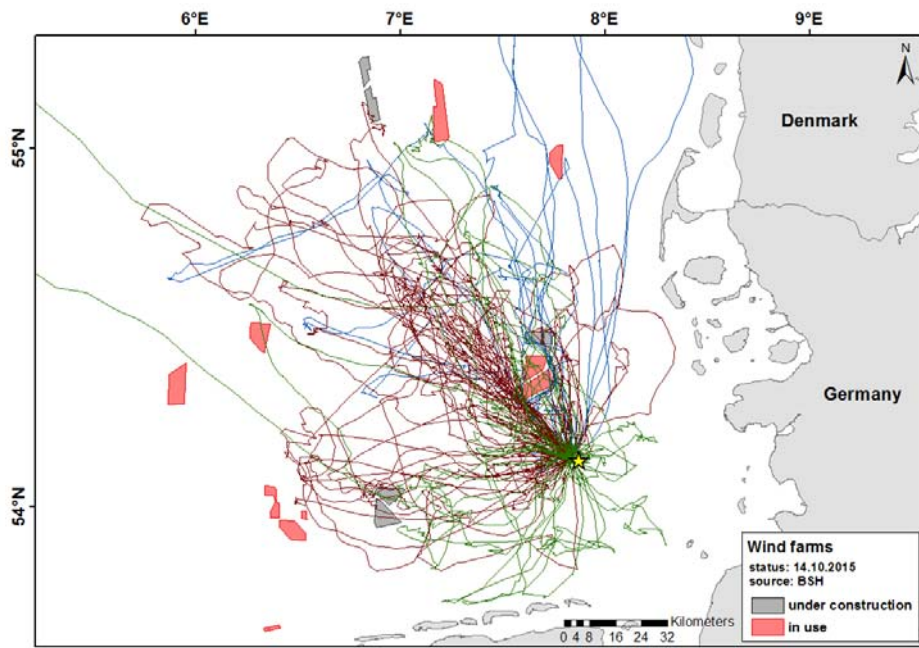 6°E 7°E 8°E 9°E
N
55°N
54°N
Denmark
Germany
Wind farms
status: 14.10.2015
source: BSH
under construction
in use
Kilometers
0 4 8 16 24 32